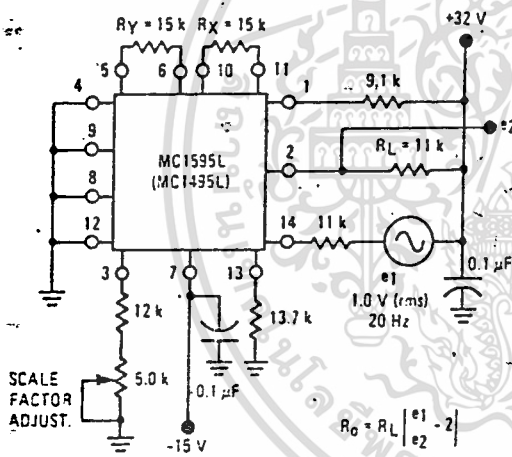 RY = 15 k
RX = 15 k
+32 V
5
6
10
11
4
1
9,1 k
9
e2
MC1595L
(MC1495L)
2
RL = 11 k
8
12
14
11 k
e1
1.0 V (rms)
20 Hz
0.1 µF
3
7
13
12 k
13.7 k
SCALE
FACTOR
ADJUST.
5.0 k
0.1 µF
-15 V
Ro = RL | e1/e2 - 2 |